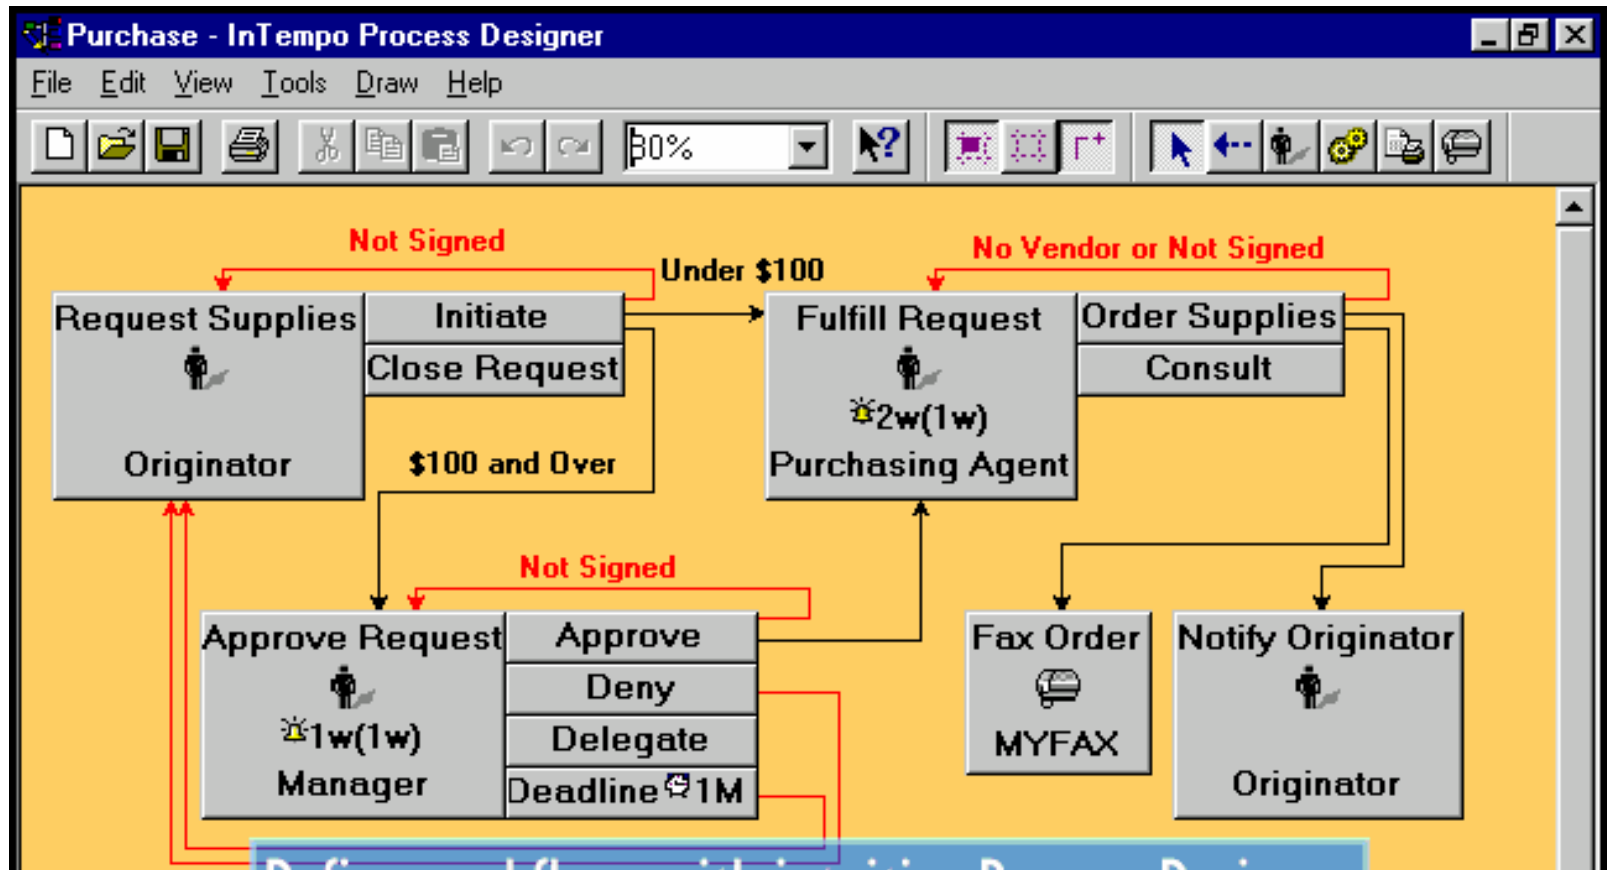 Purchase - InTempo Process Designer
File Edit View Tools Draw Help
80%
Not Signed
No Vendor or Not Signed
Under $100
Request Supplies
Initiate
Close Request
Originator
Fulfill Request
Order Supplies
Consult
2w(1w)
Purchasing Agent
$100 and Over
Not Signed
Approve Request
Approve
Deny
Delegate
Deadline 1M
1w(1w)
Manager
Fax Order
MYFAX
Notify Originator
Originator